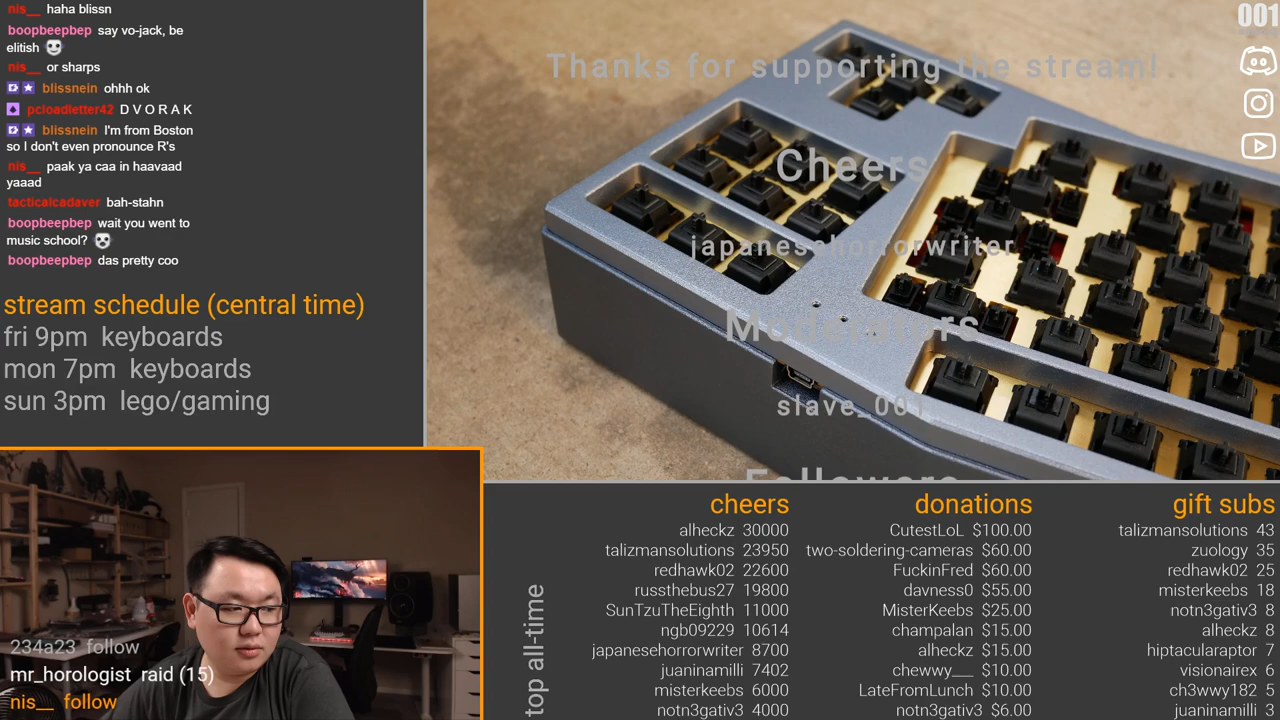 nis__ haha blissn
boopbeepbep say vo-jack, be
elitish
nis__ or sharps
blissnein ohhh ok
pcloadletter42 D V O R A K
blissnein I'm from Boston
so I don't even pronounce R's
nis__ paak ya caa in haavaad
yaaad
tacticalcadaver bah-stahn
boopbeepbep wait you went to
music school?
boopbeepbep das pretty coo
stream schedule (central time)
fri 9pm keyboards
mon 7pm keyboards
sun 3pm lego/gaming
001
Thanks for supporting the stream!
Cheers
japanesehorrorwriter
Moderators
slave_001
Followers
234a23 follow
mr_horologist raid (15)
nis__ follow
top all-time
cheers
alheckz 30000
talizmansolutions 23950
redhawk02 22600
russthebus27 19800
SunTzuTheEighth 11000
ngb09229 10614
japanesehorrorwriter 8700
juaninamilli 7402
misterkeebs 6000
notn3gativ3 4000
donations
CutestLoL $100.00
two-soldering-cameras $60.00
FuckinFred $60.00
davness0 $55.00
MisterKeebs $25.00
champalan $15.00
alheckz $15.00
chewwy__ $10.00
LateFromLunch $10.00
notn3gativ3 $6.00
gift subs
talizmansolutions 43
zuology 35
redhawk02 25
misterkeebs 18
notn3gativ3 8
alheckz 8
hiptacularaptor 7
visionairex 6
ch3wwy182 5
juaninamilli 3